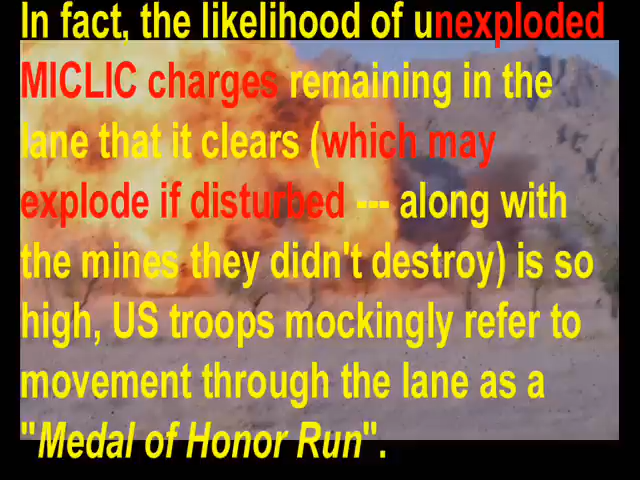 In fact, the likelihood of unexploded
MICLIC charges remaining in the
lane that it clears (which may
explode if disturbed --- along with
the mines they didn't destroy) is so
high, US troops mockingly refer to
movement through the lane as a
"Medal of Honor Run".